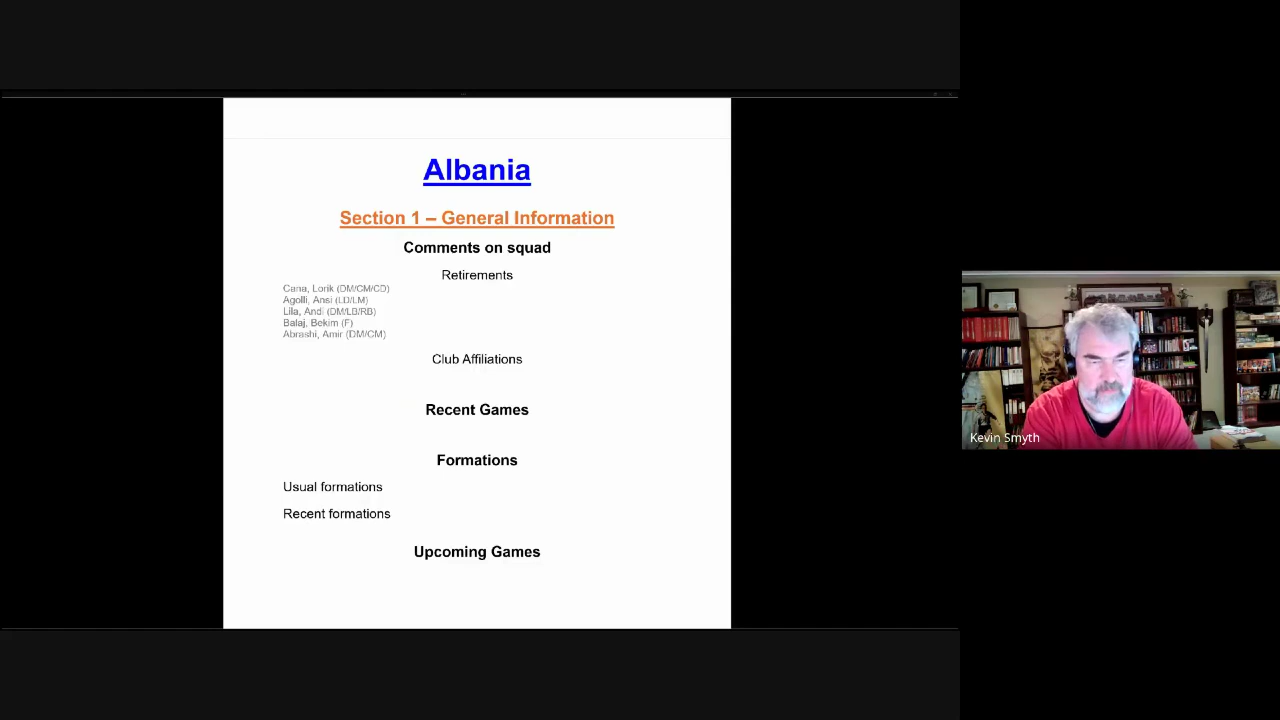 Albania
Section 1 – General Information
Comments on squad
Retirements
Cana, Lorik (DM/CM/CD)
Agolli, Ansi (LD/LM)
Lila, Andi (DM/LB/RB)
Balaj, Bekim (F)
Abrashi, Amir (DM/CM)
Club Affiliations
Recent Games
Formations
Usual formations
Recent formations
Upcoming Games
Kevin Smyth